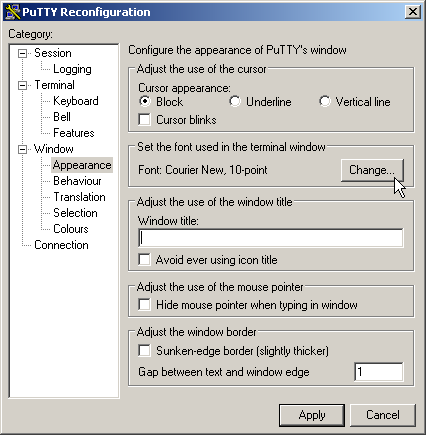 PuTTY Reconfiguration
Category:
Session
Logging
Terminal
Keyboard
Bell
Features
Window
Appearance
Behaviour
Translation
Selection
Colours
Connection
Configure the appearance of PuTTY's window
Adjust the use of the cursor
Cursor appearance:
Block Underline Vertical line
Cursor blinks
Set the font used in the terminal window
Font: Courier New, 10-point Change...
Adjust the use of the window title
Window title:
Avoid ever using icon title
Adjust the use of the mouse pointer
Hide mouse pointer when typing in window
Adjust the window border
Sunken-edge border (slightly thicker)
Gap between text and window edge 1
Apply Cancel